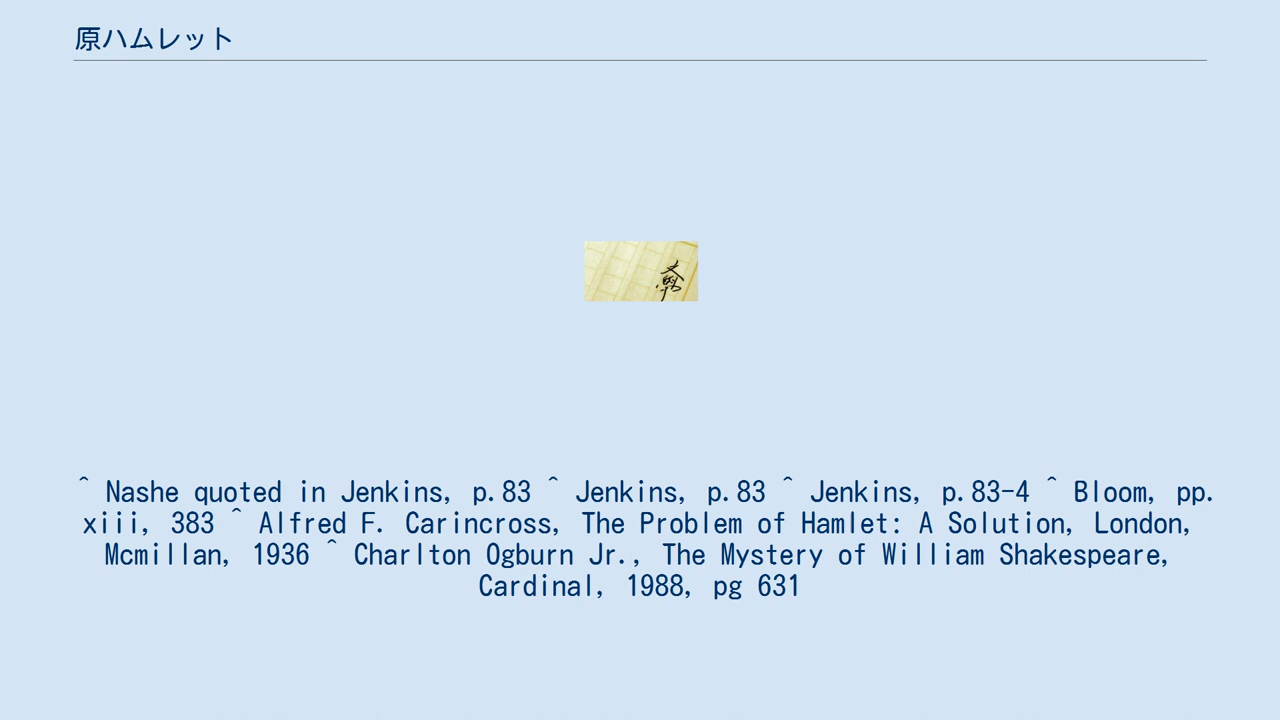 原ハムレット
^ Nashe quoted in Jenkins, p.83 ^ Jenkins, p.83 ^ Jenkins, p.83-4 ^ Bloom, pp.
xiii, 383 ^ Alfred F. Carincross, The Problem of Hamlet: A Solution, London,
Mcmillan, 1936 ^ Charlton Ogburn Jr., The Mystery of William Shakespeare,
Cardinal, 1988, pg 631